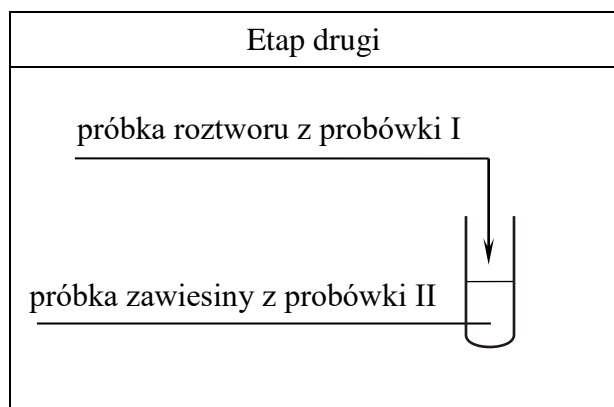 Etap drugi
próbka roztworu z probówki I
próbka zawiesiny z probówki II